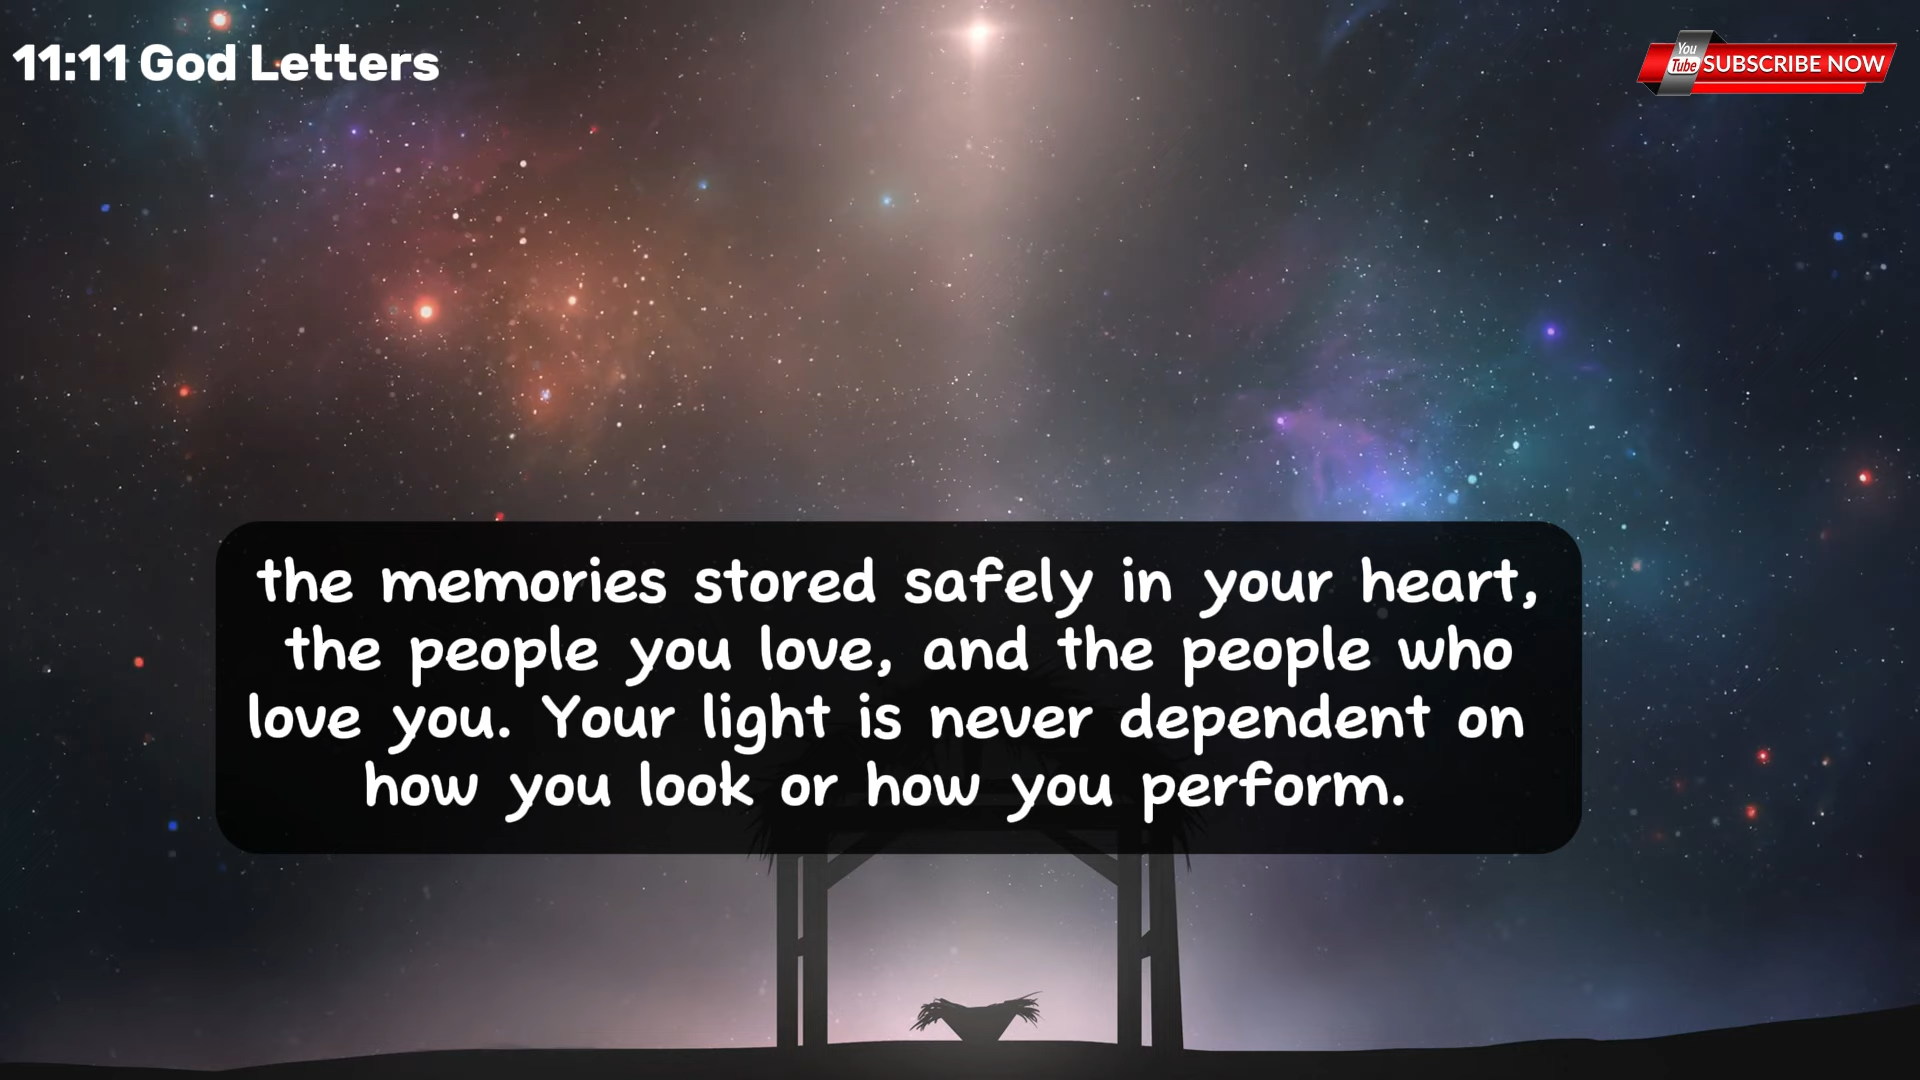 11:11 God Letters
You
Tube
SUBSCRIBE NOW
the memories stored safely in your heart,
the people you love, and the people who
love you. Your light is never dependent on
how you look or how you perform.